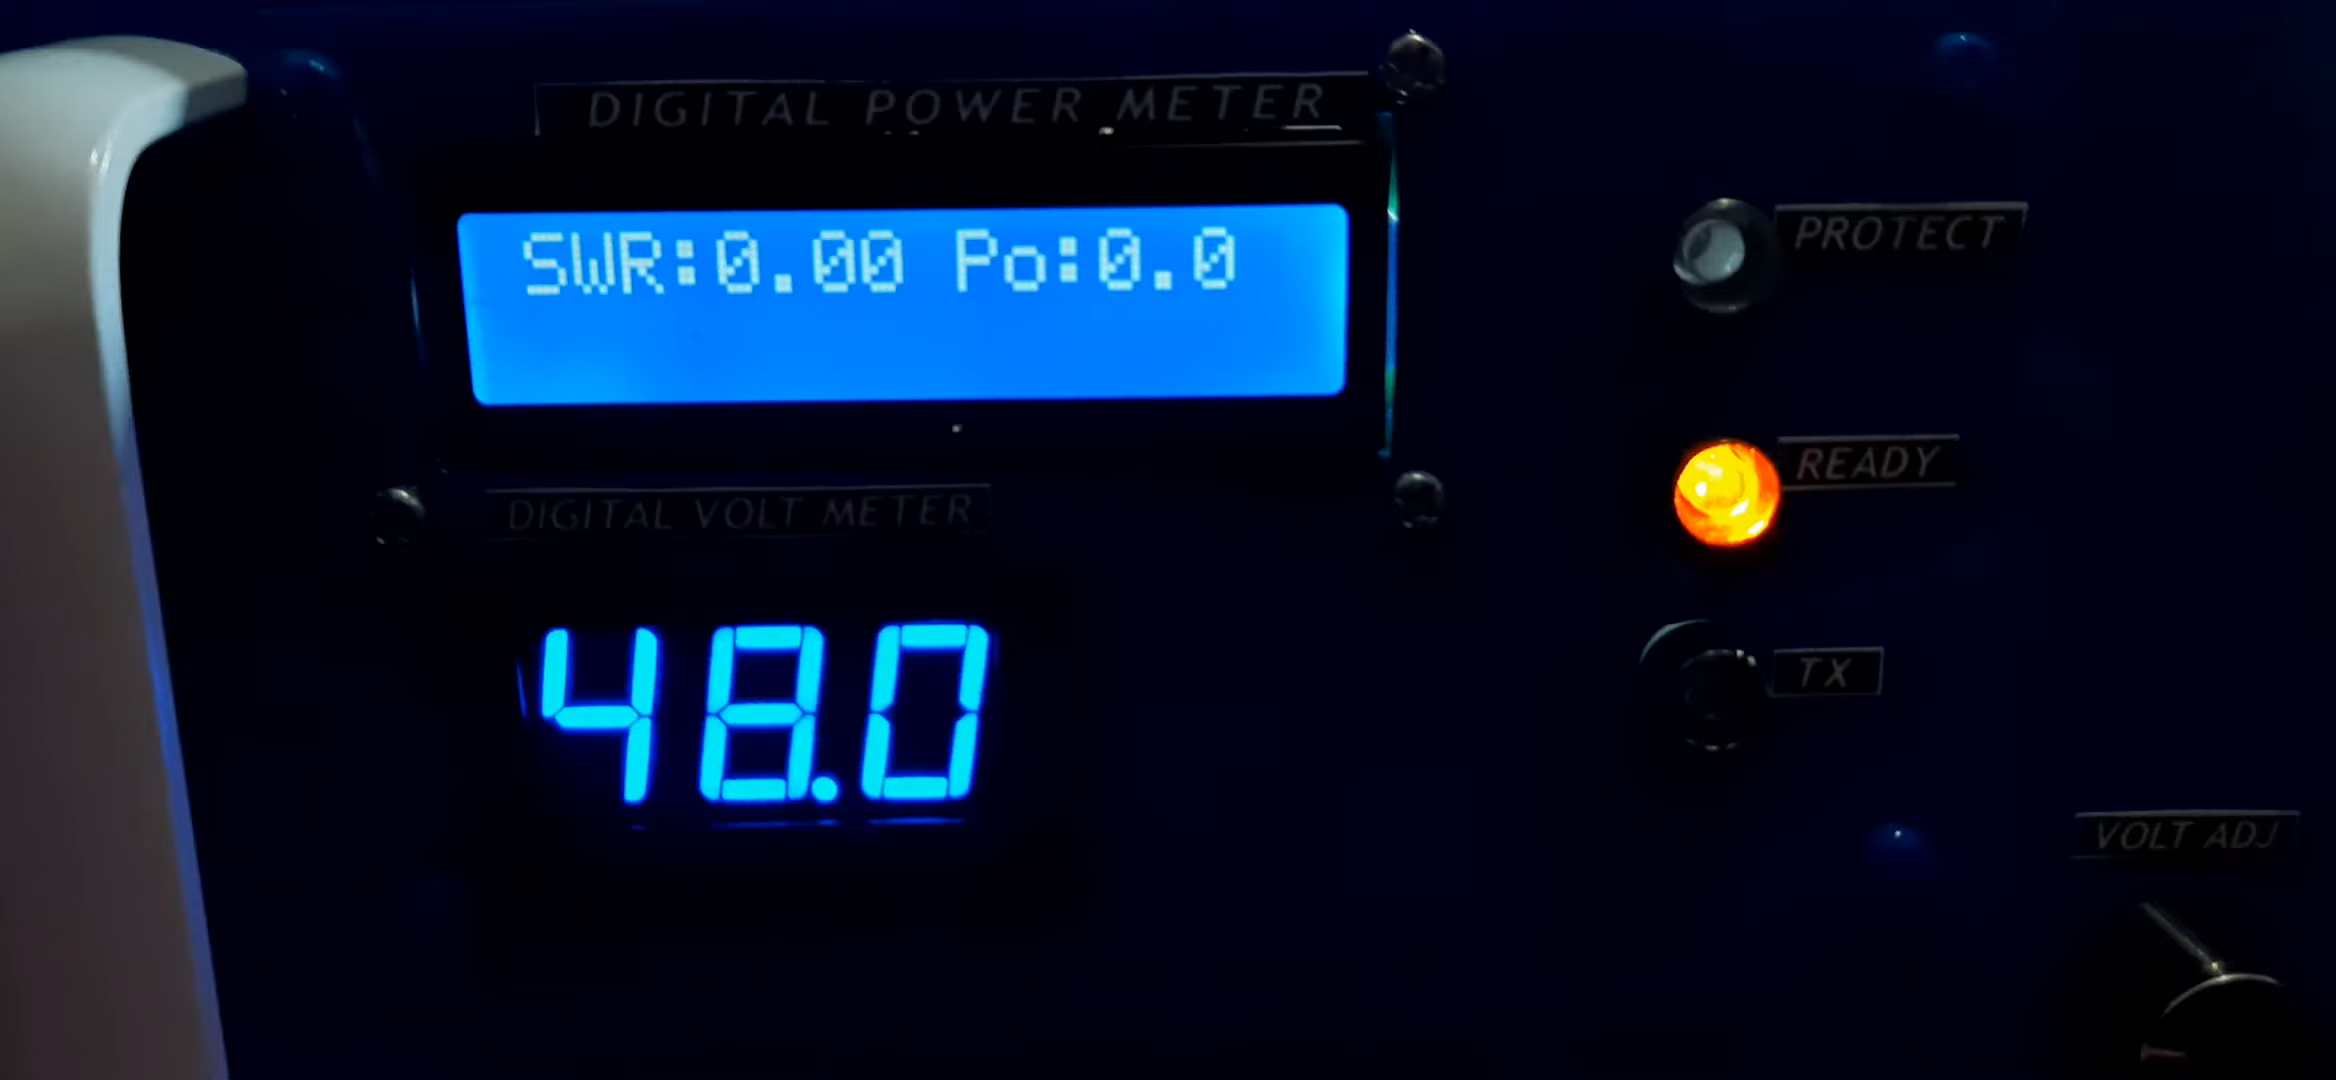 DIGITAL POWER METER
SWR:0.00 Po:0.0
PROTECT
READY
DIGITAL VOLT METER
48.0
TX
VOLT ADJ